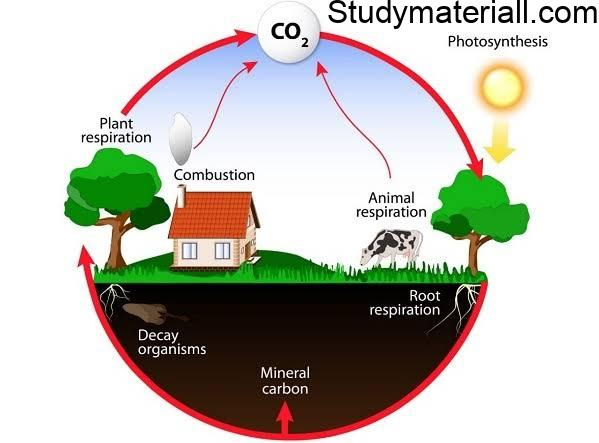 Studymateriall.com
CO2
Photosynthesis
Plant
respiration
Combustion
Animal
respiration
Root
respiration
Decay
organisms
Mineral
carbon